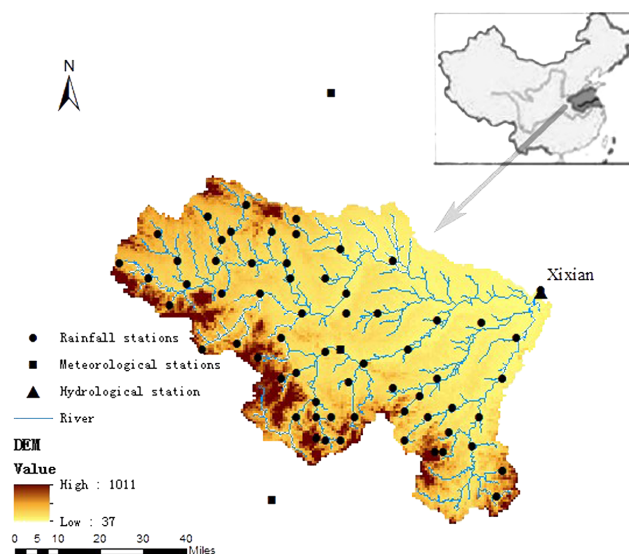 N
Xixian
Rainfall stations
Meteorological stations
Hydrological station
River
DEM
Value
High : 1011
Low : 37
0 5 10 20 30 40
Miles